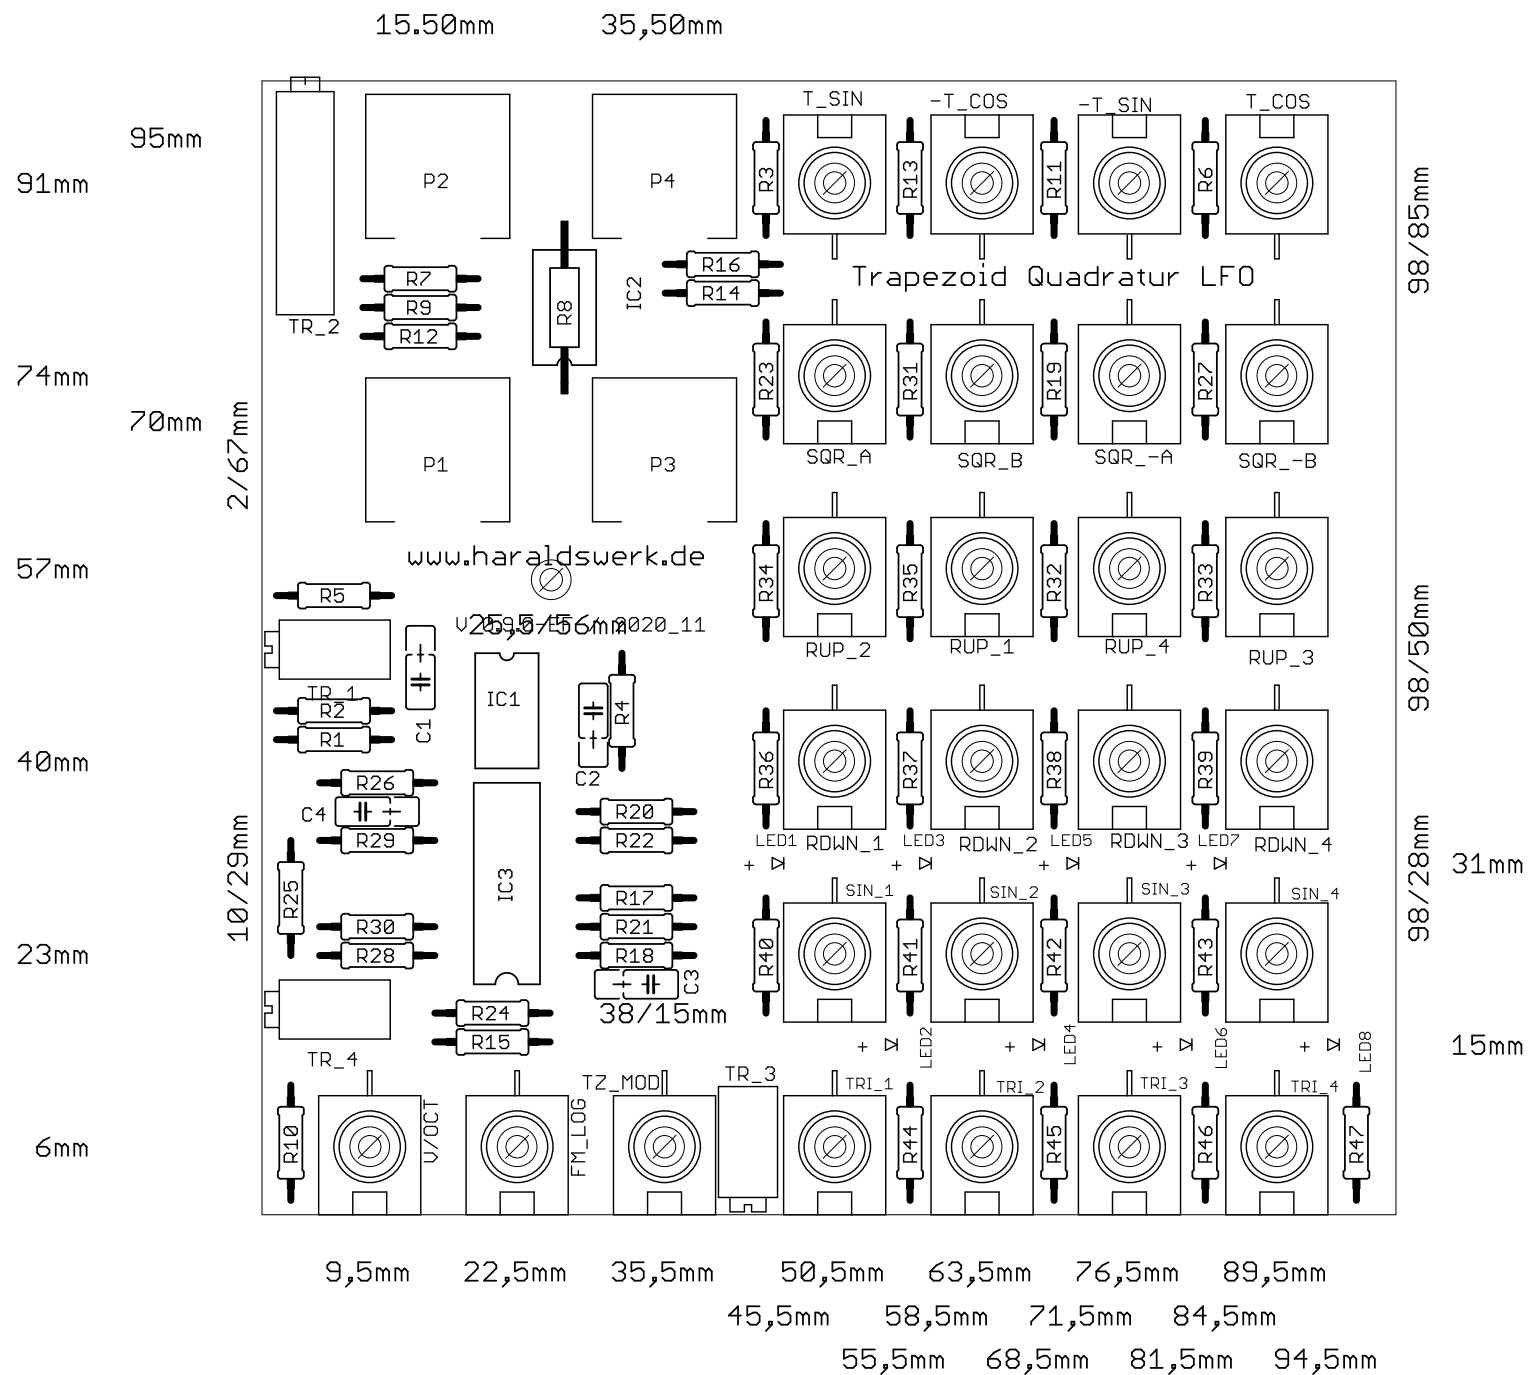 15.50mm 35,50mm
T_SIN -T_COS -T_SIN T_COS
95mm
91mm
P2 P4 R3 R13 R11 R6
98/85mm
R7 R16
R9 R8 IC2 R14
Trapezoid Quadratur LFO
TR_2 R12
74mm
R23 R31 R19 R27
70mm
2/67mm
P1 P3
SQR_A SQR_B SQR_-A SQR_-B
www.haraldswerk.de
57mm
R5
R34 R35 R32 R33
25,5/56mm
2020_11
RUP_2 RUP_1 RUP_4 RUP_3
98/50mm
TR_1
R2 IC1 R4
R1 C1
40mm
R26 C2
R36 R37 R38 R39
C4 R20
R29 R22
LED1 RDWN_1 LED3 RDWN_2 LED5 RDWN_3 LED7 RDWN_4
+ + + +
31mm
10/29mm
98/28mm
R25 IC3 R17
SIN_1 SIN_2 SIN_3 SIN_4
R30 R21
R28 R18
23mm
R40 R41 R42 R43
C3
R24 38/15mm
R15
+ LED2 + LED4 + LED6 + LED8
15mm
TR_4 TZ_MOD TR_3 TRI_1 TRI_2 TRI_3 TRI_4
6mm
R10 V/OCT FM_LOG R44 R45 R46 R47
9,5mm 22,5mm 35,5mm 50,5mm 63,5mm 76,5mm 89,5mm
45,5mm 58,5mm 71,5mm 84,5mm
55,5mm 68,5mm 81,5mm 94,5mm